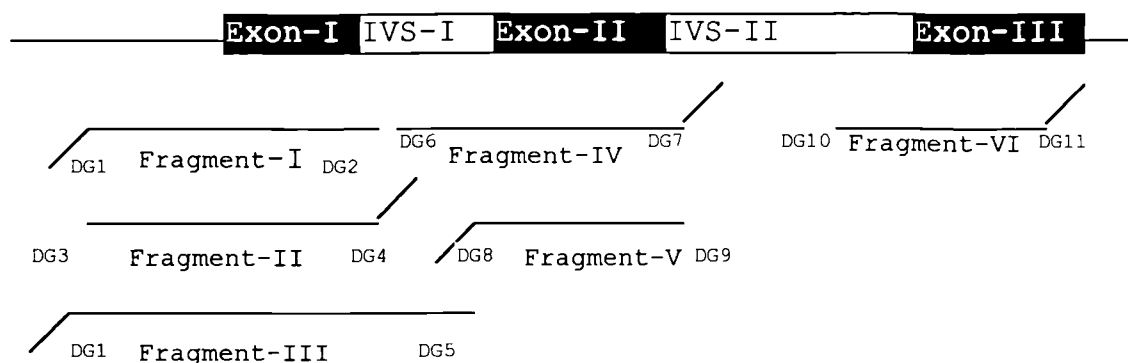 Exon-I IVS-I Exon-II IVS-II Exon-III
DG1 Fragment-I DG2 DG6 Fragment-IV DG7 DG10 Fragment-VI DG11
DG3 Fragment-II DG4 DG8 Fragment-V DG9
DG1 Fragment-III DG5